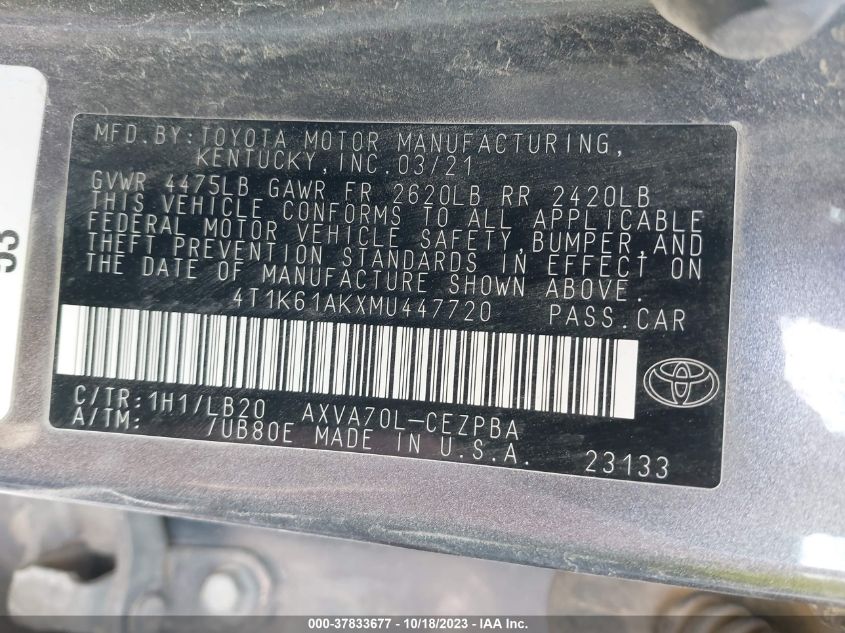 53
MFD.BY:TOYOTA MOTOR MANUFACTURING,
KENTUCKY,INC.03/21
GVWR 4475LB GAWR FR 2620LB RR 2420LB
THIS VEHICLE CONFORMS TO ALL APPLICABLE
FEDERAL MOTOR VEHICLE SAFETY,BUMPER,AND
THEFT PREVENTION STANDARDS IN EFFECT ON
THE DATE OF MANUFACTURE SHOWN ABOVE.
4T1K61AKXMU447720 PASS.CAR
C/TR:1H1/LB20 AXVA70L-CEZPBA
A/TM: /UB80E MADE IN U.S.A. 23133
000-37833677 - 10/18/2023 - IAA Inc.